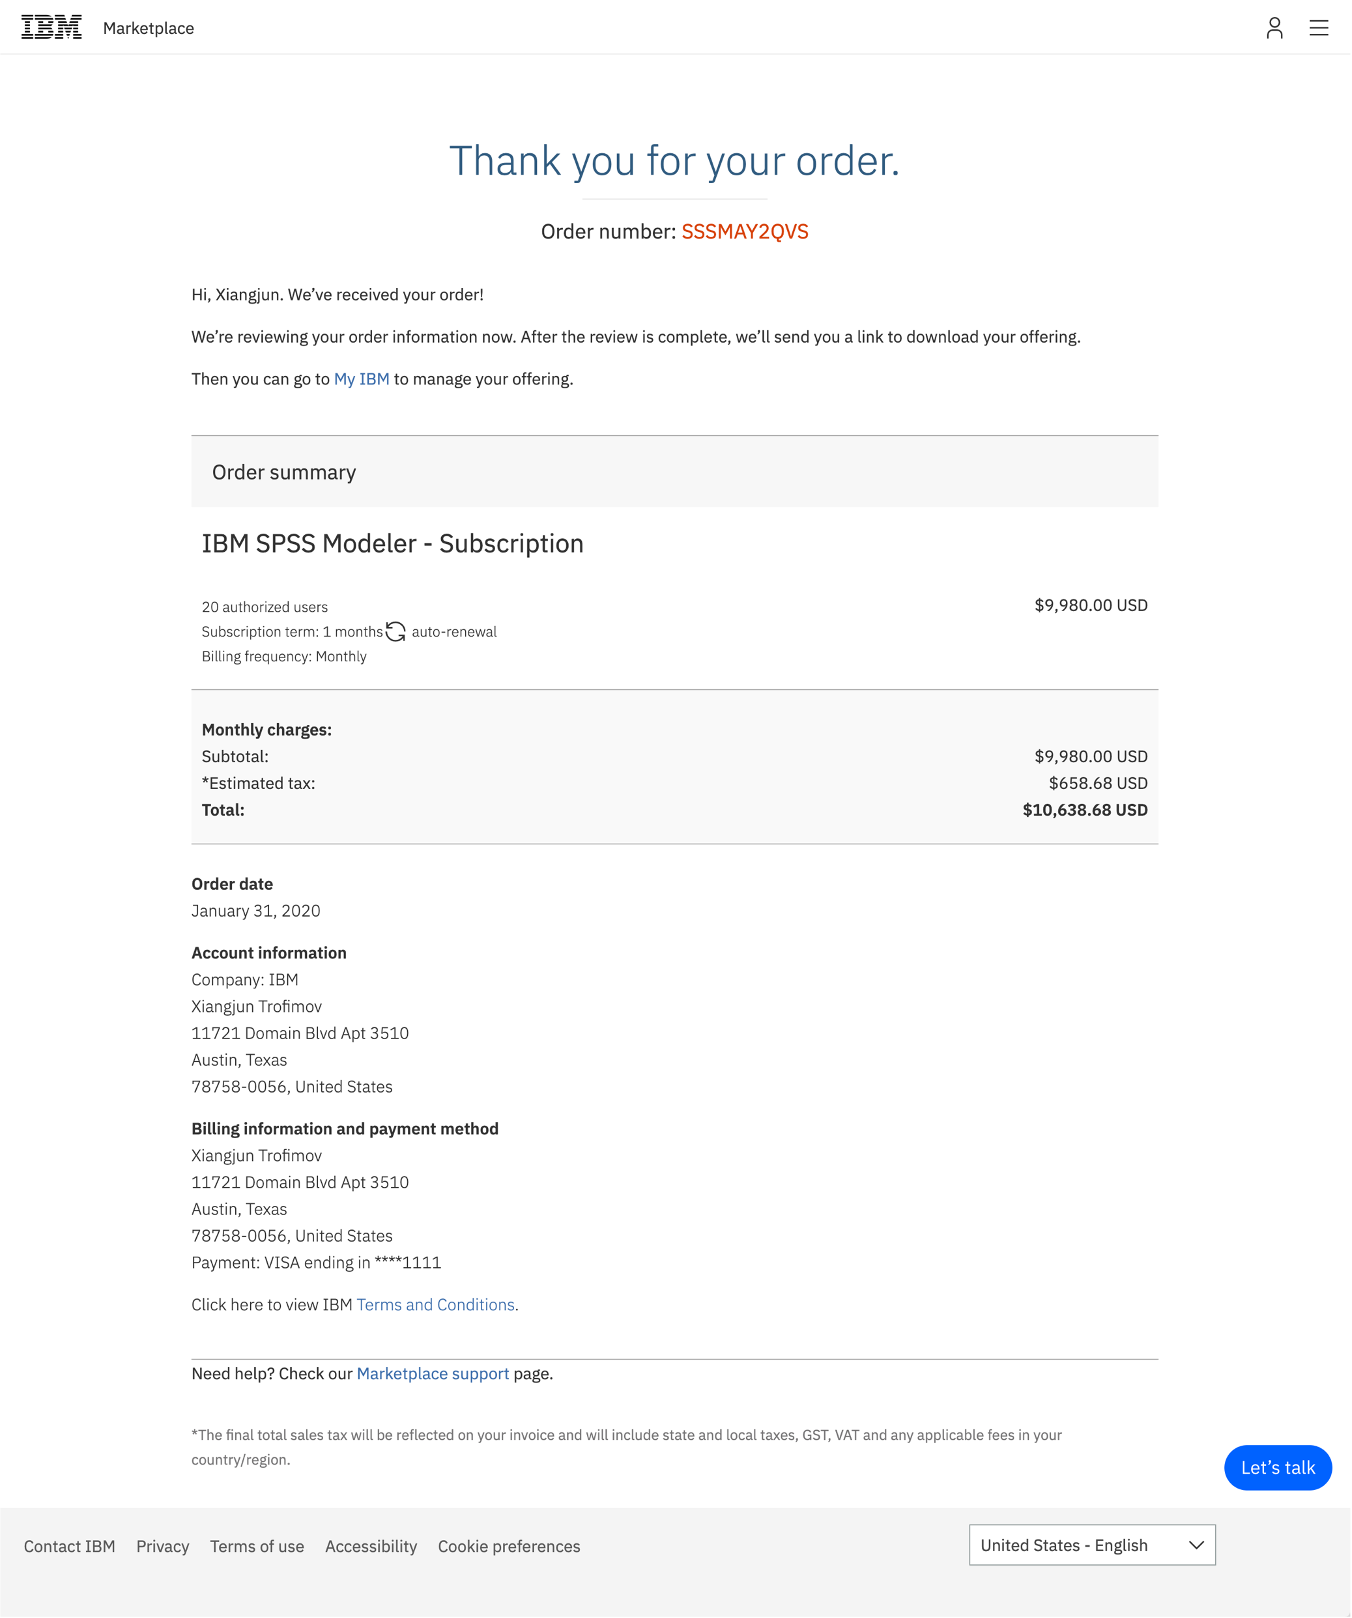 IBM Marketplace
Thank you for your order.
Order number: SSSMAY2QVS
Hi, Xiangjun. We’ve received your order!
We’re reviewing your order information now. After the review is complete, we’ll send you a link to download your offering.
Then you can go to My IBM to manage your offering.
Order summary
IBM SPSS Modeler - Subscription
20 authorized users $9,980.00 USD
Subscription term: 1 months auto-renewal
Billing frequency: Monthly
Monthly charges:
Subtotal: $9,980.00 USD
*Estimated tax: $658.68 USD
Total: $10,638.68 USD
Order date
January 31, 2020
Account information
Company: IBM
Xiangjun Trofimov
11721 Domain Blvd Apt 3510
Austin, Texas
78758-0056, United States
Billing information and payment method
Xiangjun Trofimov
11721 Domain Blvd Apt 3510
Austin, Texas
78758-0056, United States
Payment: VISA ending in ****1111
Click here to view IBM Terms and Conditions.
Need help? Check our Marketplace support page.
*The final total sales tax will be reflected on your invoice and will include state and local taxes, GST, VAT and any applicable fees in your
country/region.
Let’s talk
Contact IBM Privacy Terms of use Accessibility Cookie preferences United States - English